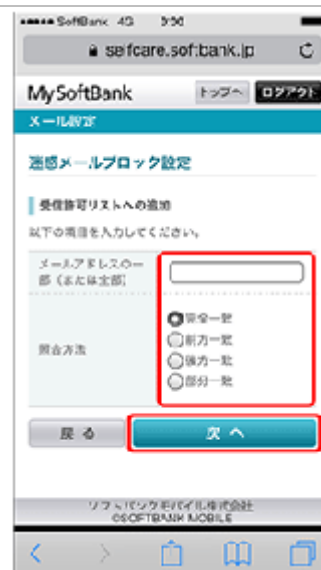 SoftBank 4G 9:56
selfcare.softbank.jp
MySoftBank
トップへ
ログアウト
メール設定
迷惑メールブロック設定
受信許可リストへの追加
以下の項目を入力してください。
メールアドレスの一
部（または全部）
照合方法
完全一致
前方一致
後方一致
部分一致
戻る
次へ
ソフトバンクモバイル株式会社
©SOFTBANK MOBILE